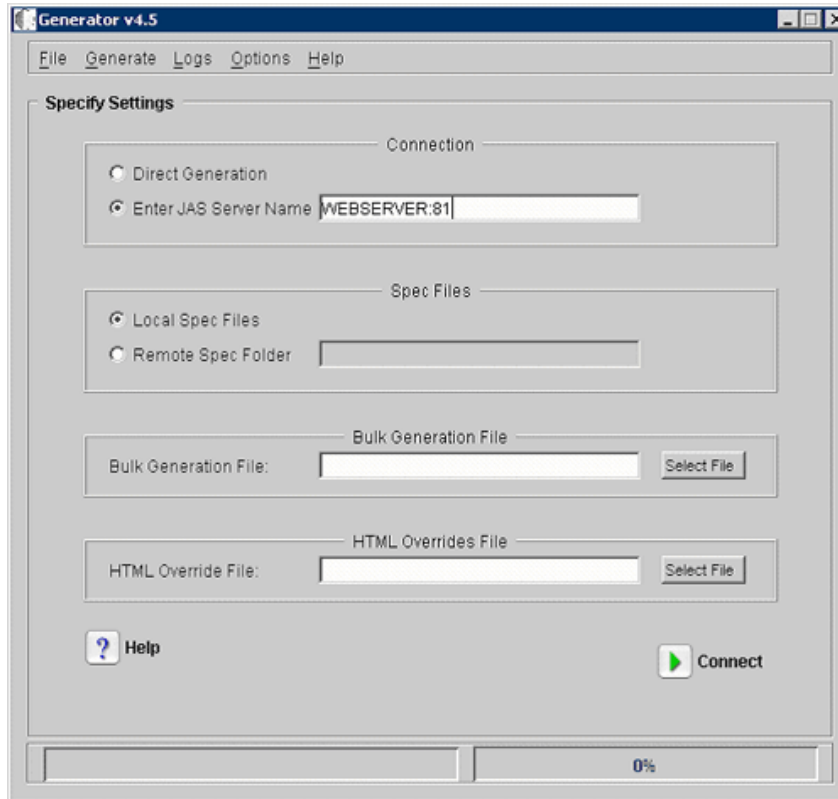 Generator v4.5
File Generate Logs Options Help
Specify Settings
Connection
Direct Generation
Enter JAS Server Name WEBSERVER:81
Spec Files
Local Spec Files
Remote Spec Folder
Bulk Generation File
Bulk Generation File: Select File
HTML Overrides File
HTML Override File: Select File
? Help
Connect
0%